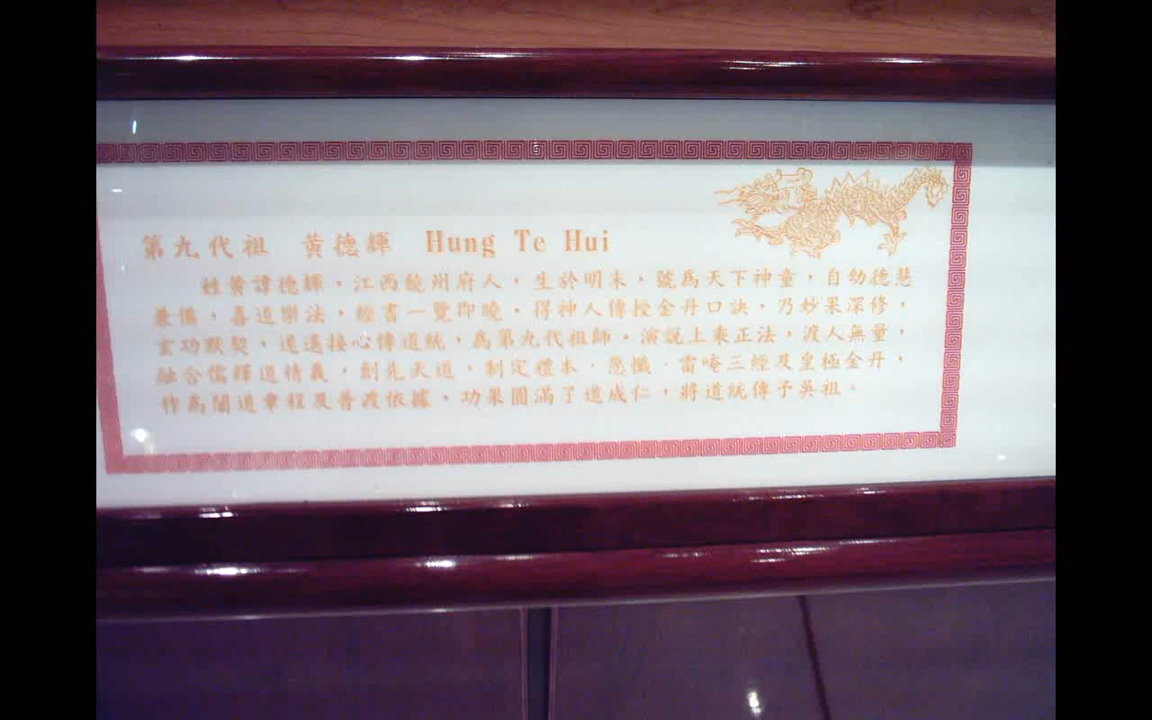 第九代祖 黃德輝 Hung Te Hui
姓黃諱德輝，江西饒州府人，生於明末，號為天下神童，自幼德慧
兼備，喜道樂法，經書一覽即曉，得神人傳授金丹口訣，乃妙果深修，
玄功默契，遙遠接心傳道統，為第九代祖師。演說上乘正法，渡人無量，
融合儒釋道精義，創先天道，制定禮本、愿懺、雷唵三經及皇極金丹，
作為闡道章程及普渡依據，功果圓滿了道成仁，將道統傳予吳祖。